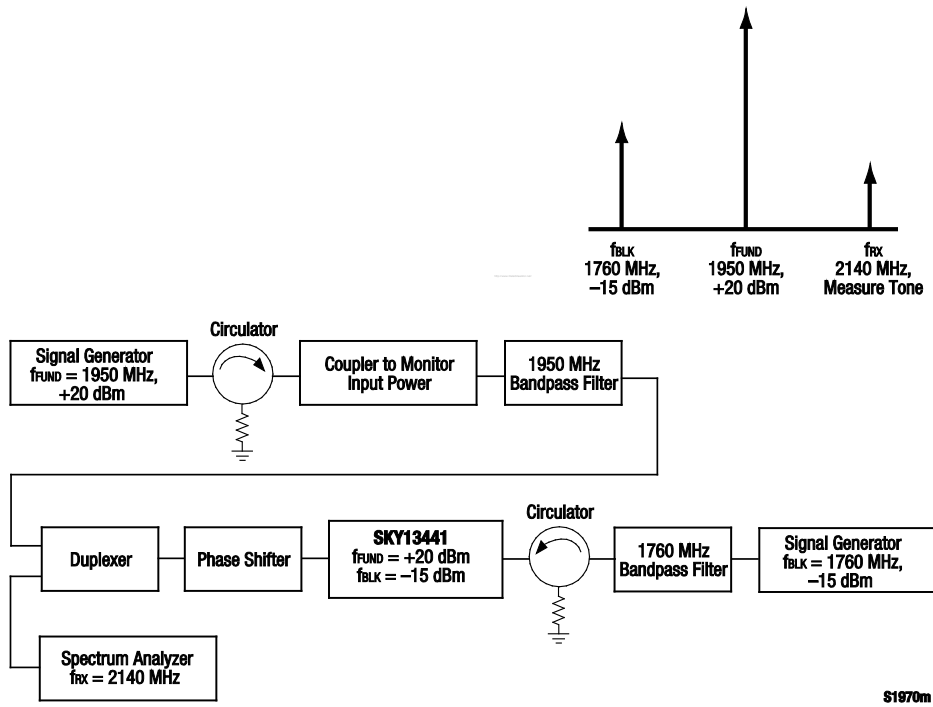 fBLK
1760 MHz,
–15 dBm
fFUND
1950 MHz,
+20 dBm
fRX
2140 MHz,
Measure Tone
Signal Generator
fFUND = 1950 MHz,
+20 dBm
Circulator
Coupler to Monitor
Input Power
1950 MHz
Bandpass Filter
Duplexer
Phase Shifter
SKY13441
fFUND = +20 dBm
fBLK = –15 dBm
Circulator
1760 MHz
Bandpass Filter
Signal Generator
fBLK = 1760 MHz,
–15 dBm
Spectrum Analyzer
fRX = 2140 MHz
S1970m